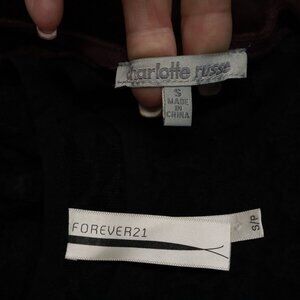 charlotte russe
S
MADE
IN
CHINA
FOREVER21
S/P